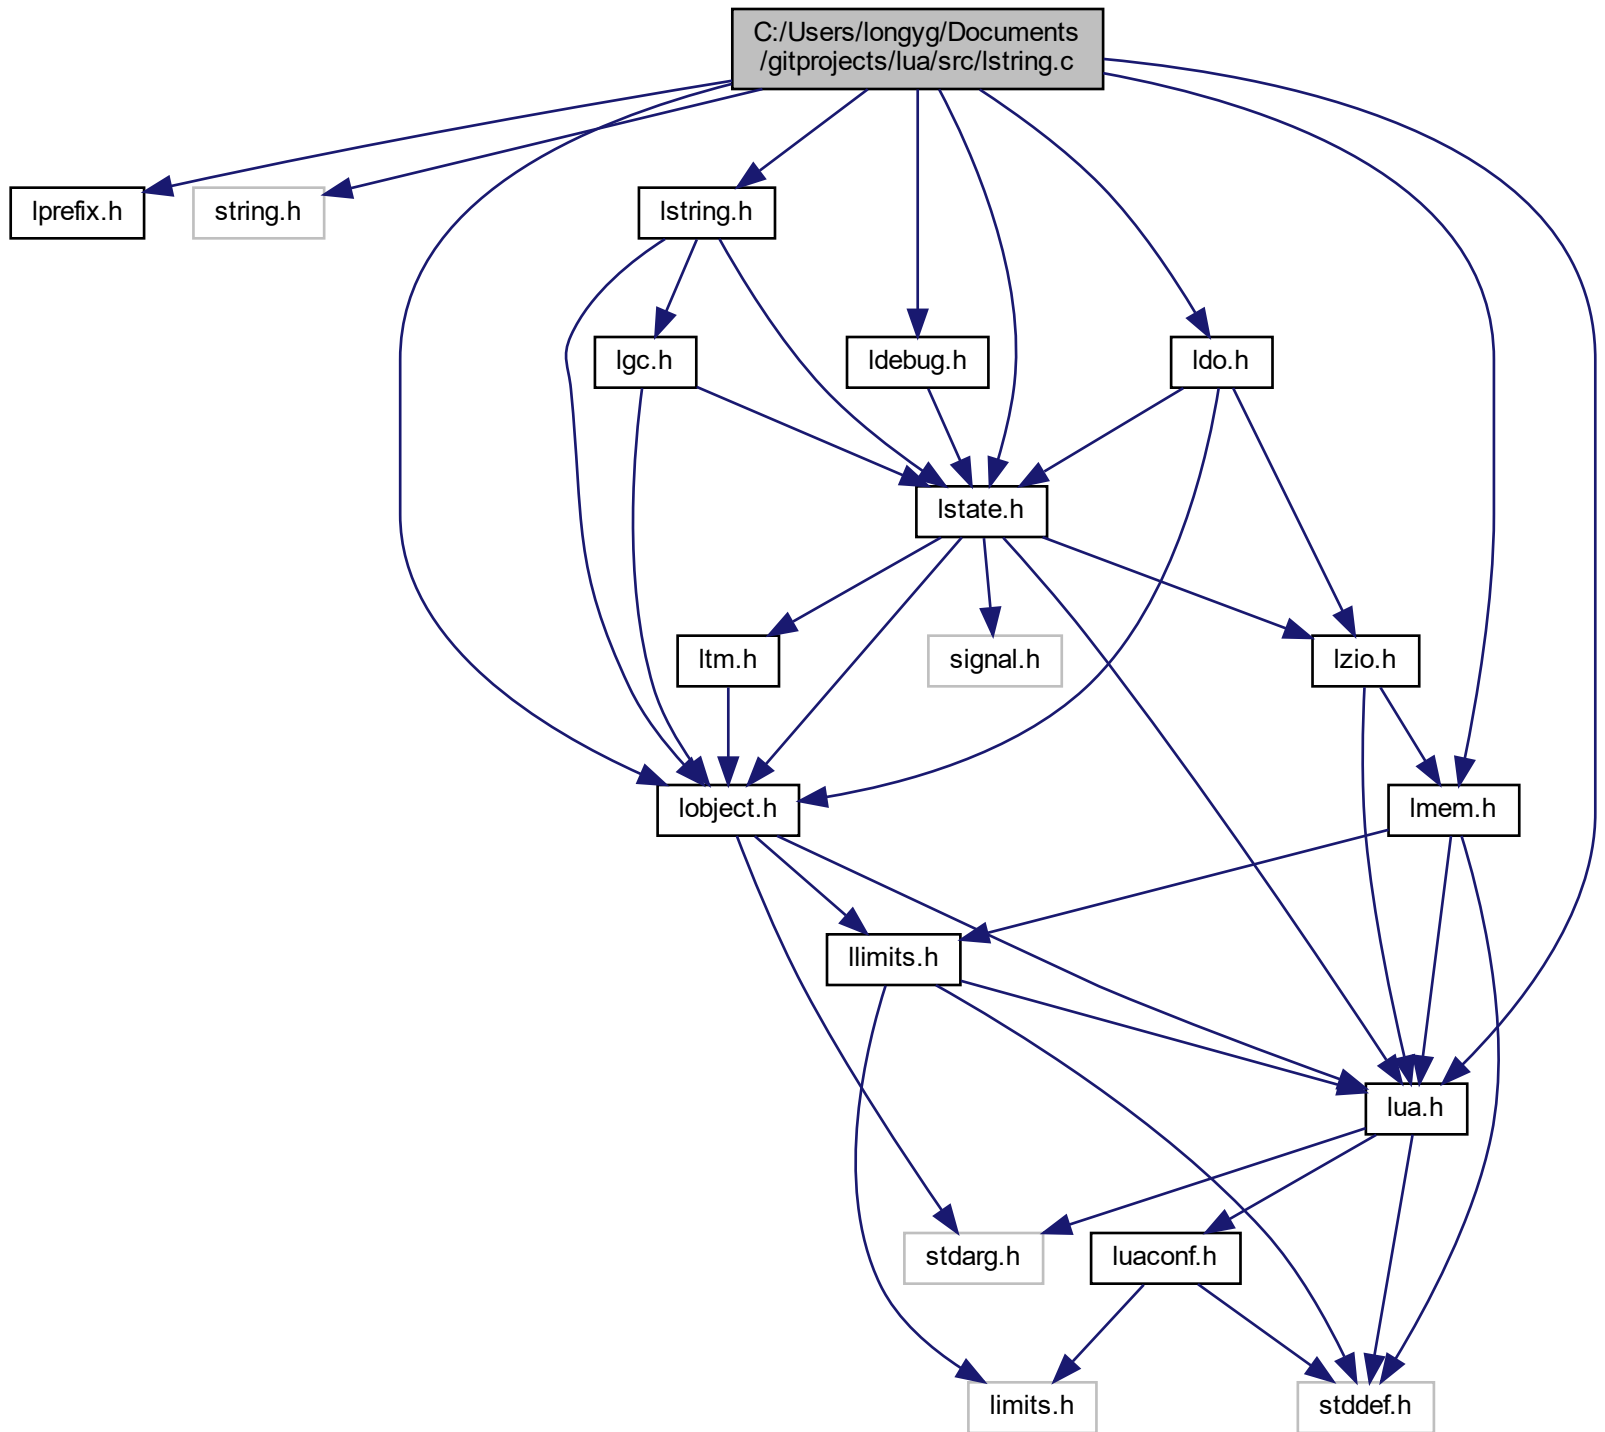 C:/Users/longyg/Documents
/gitprojects/lua/src/lstring.c
lprefix.h
string.h
lstring.h
lgc.h
ldebug.h
ldo.h
lstate.h
ltm.h
signal.h
lzio.h
lobject.h
lmem.h
llimits.h
lua.h
stdarg.h
luaconf.h
limits.h
stddef.h